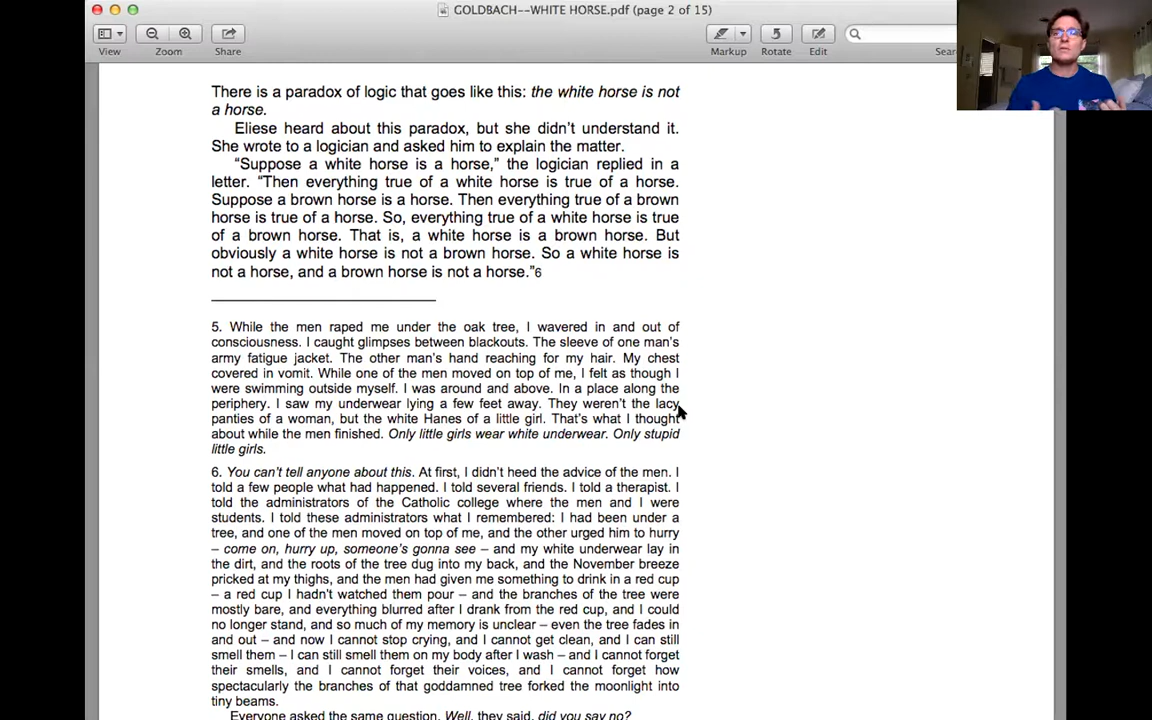 GOLDBACH--WHITE HORSE.pdf (page 2 of 15)
View
Zoom
Share
Markup
Rotate
Edit
Sear
There is a paradox of logic that goes like this: the white horse is not
a horse.
Eliese heard about this paradox, but she didn’t understand it.
She wrote to a logician and asked him to explain the matter.
“Suppose a white horse is a horse,” the logician replied in a
letter. “Then everything true of a white horse is true of a horse.
Suppose a brown horse is a horse. Then everything true of a brown
horse is true of a horse. So, everything true of a white horse is true
of a brown horse. That is, a white horse is a brown horse. But
obviously a white horse is not a brown horse. So a white horse is
not a horse, and a brown horse is not a horse.”6
5. While the men raped me under the oak tree, I wavered in and out of
consciousness. I caught glimpses between blackouts. The sleeve of one man’s
army fatigue jacket. The other man’s hand reaching for my hair. My chest
covered in vomit. While one of the men moved on top of me, I felt as though I
were swimming outside myself. I was around and above. In a place along the
periphery. I saw my underwear lying a few feet away. They weren’t the lacy
panties of a woman, but the white Hanes of a little girl. That’s what I thought
about while the men finished. Only little girls wear white underwear. Only stupid
little girls.
6. You can’t tell anyone about this. At first, I didn’t heed the advice of the men. I
told a few people what had happened. I told several friends. I told a therapist. I
told the administrators of the Catholic college where the men and I were
students. I told these administrators what I remembered: I had been under a
tree, and one of the men moved on top of me, and the other urged him to hurry
– come on, hurry up, someone’s gonna see – and my white underwear lay in
the dirt, and the roots of the tree dug into my back, and the November breeze
pricked at my thighs, and the men had given me something to drink in a red cup
– a red cup I hadn’t watched them pour – and the branches of the tree were
mostly bare, and everything blurred after I drank from the red cup, and I could
no longer stand, and so much of my memory is unclear – even the tree fades in
and out – and now I cannot stop crying, and I cannot get clean, and I can still
smell them – I can still smell them on my body after I wash – and I cannot forget
their smells, and I cannot forget their voices, and I cannot forget how
spectacularly the branches of that goddamned tree forked the moonlight into
tiny beams.
Everyone asked the same question. Well, they said, did you say no?